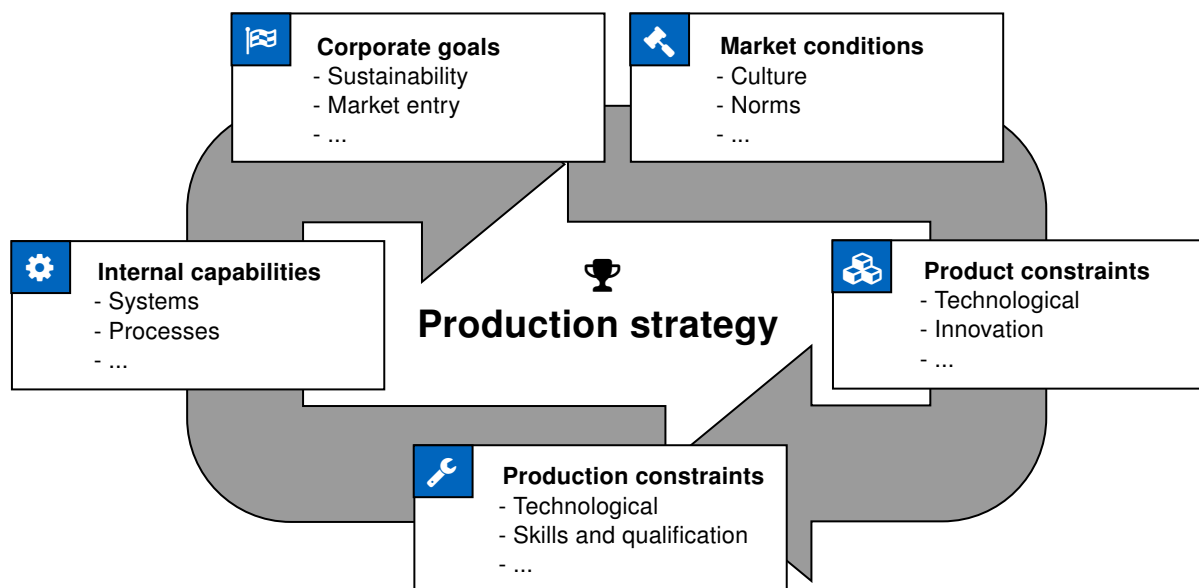 Corporate goals
- Sustainability
- Market entry
- ...
Market conditions
- Culture
- Norms
- ...
Internal capabilities
- Systems
- Processes
- ...
Production strategy
Product constraints
- Technological
- Innovation
- ...
Production constraints
- Technological
- Skills and qualification
- ...